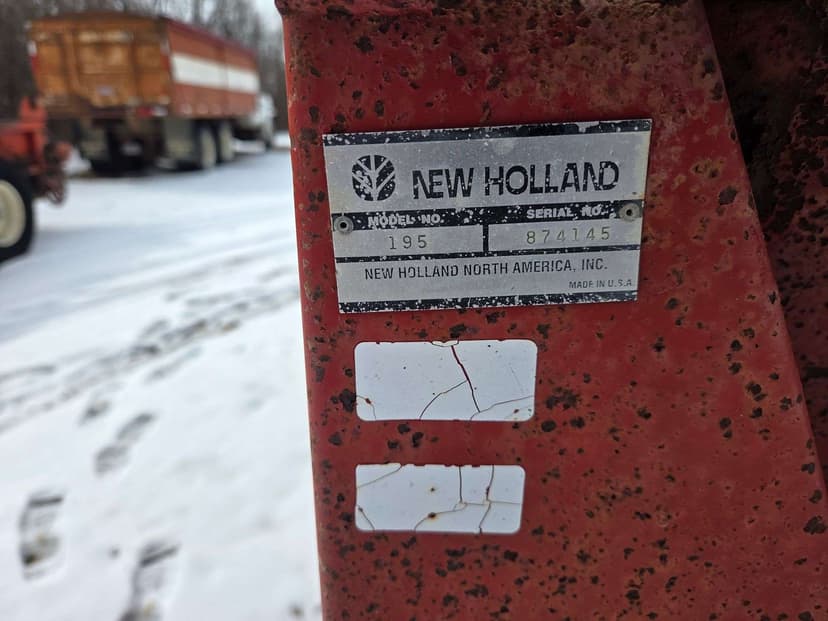 NEW HOLLAND
MODEL NO. SERIAL NO.
195 874145
NEW HOLLAND NORTH AMERICA, INC.
MADE IN U.S.A.